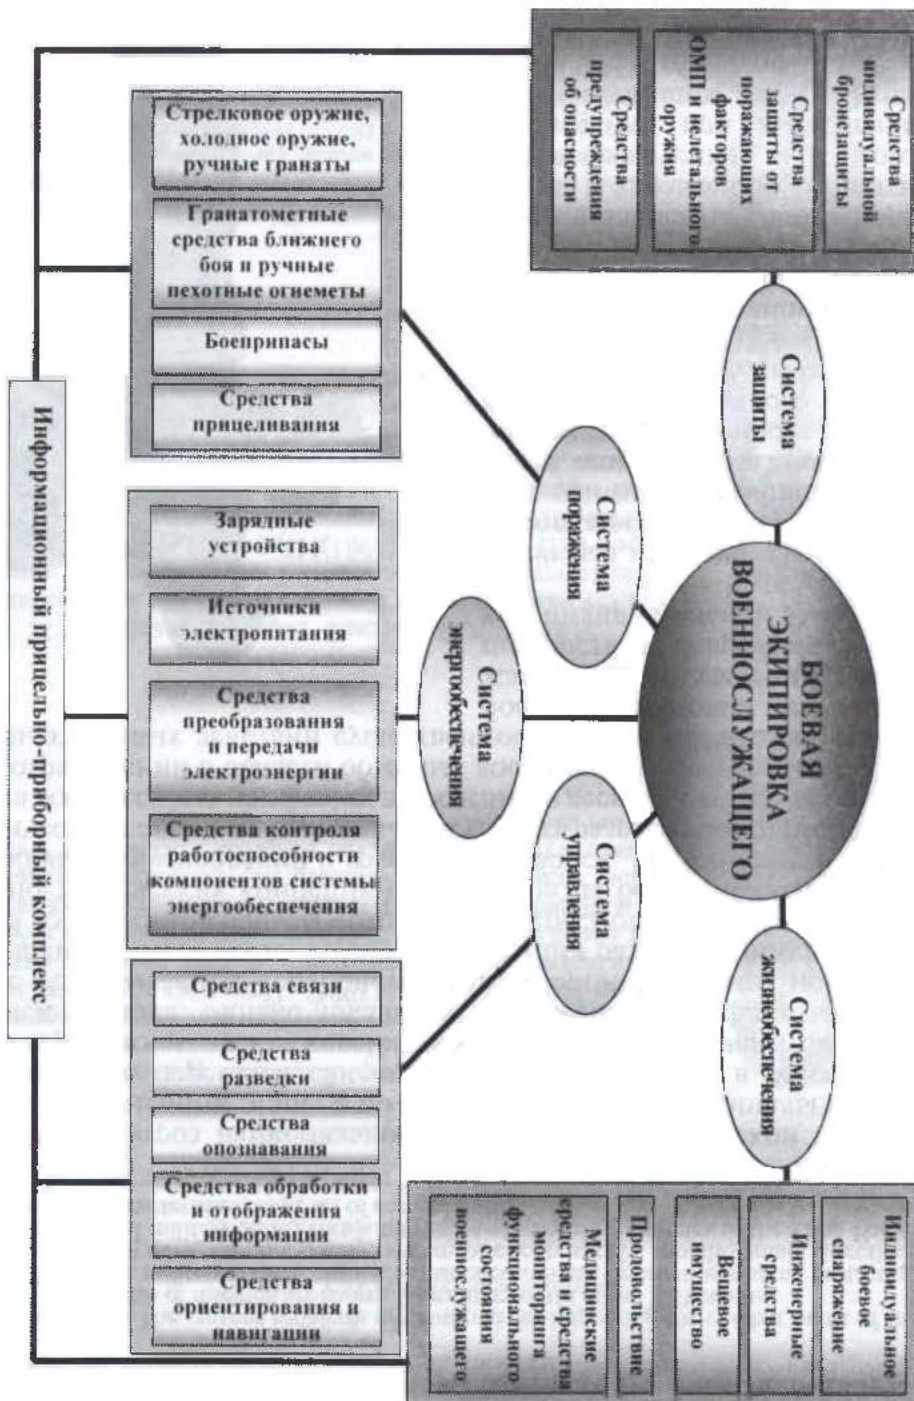 БОЕВАЯ
ЭКИПИРОВКА
ВОЕННОСЛУЖАЩЕГО
Система
защиты
Средства
индивидуальной
бронезащиты
Средства
защиты от
поражающих
факторов
ОМП и нелетального
оружия
Средства
предупреждения
об опасности
Система
поражения
Стрелковое оружие,
холодное оружие,
ручные гранаты
Гранатометные
средства ближнего
боя и ручные
пехотные огнеметы
Боеприпасы
Средства
прицеливания
Система
энергообеспечения
Зарядные
устройства
Источники
электропитания
Средства
преобразования
и передачи
электроэнергии
Средства контроля
работоспособности
компонентов системы
энергообеспечения
Система
управления
Средства связи
Средства
разведки
Средства
опознавания
Средства обработки
и отображения
информации
Средства
ориентирования и
навигации
Система
жизнеобеспечения
Индивидуальное
боевое
снаряжение
Инженерные
средства
Вещевое
имущество
Продовольствие
Медицинские
средства и средства
мониторинга
функционального
состояния
военнослужащего
Информационный прицельно-приборный комплекс